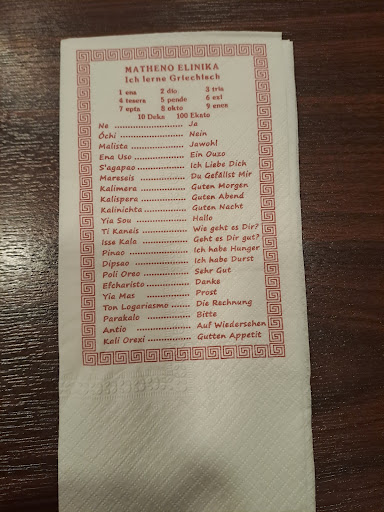 MATHENO ELINIKA
Ich lerne Griechisch
1 ena 2 dio 3 tria
4 tesera 5 pende 6 exi
7 epta 8 okto 9 enea
10 Deka 100 Ekato
Ne ........................ Ja
Óchi ........................ Nein
Malista ........................ Jawohl
Ena Uso ........................ Ein Ouzo
S'agapao ........................ Ich Liebe Dich
Mareseis ........................ Du Gefällst Mir
Kalimera ........................ Guten Morgen
Kalispera ........................ Guten Abend
Kalinichta ........................ Guten Nacht
Yia Sou ........................ Hallo
Ti Kaneis ........................ Wie geht es Dir?
Isse Kala ........................ Geht es Dir gut?
Pinao ........................ Ich habe Hunger
Dipsao ........................ Ich habe Durst
Poli Oreo ........................ Sehr Gut
Efcharisto ........................ Danke
Yia Mas ........................ Prost
Ton Logariasmo ........................ Die Rechnung
Parakalo ........................ Bitte
Antio ........................ Auf Wiedersehen
Kali Orexi ........................ Gutten Appetit